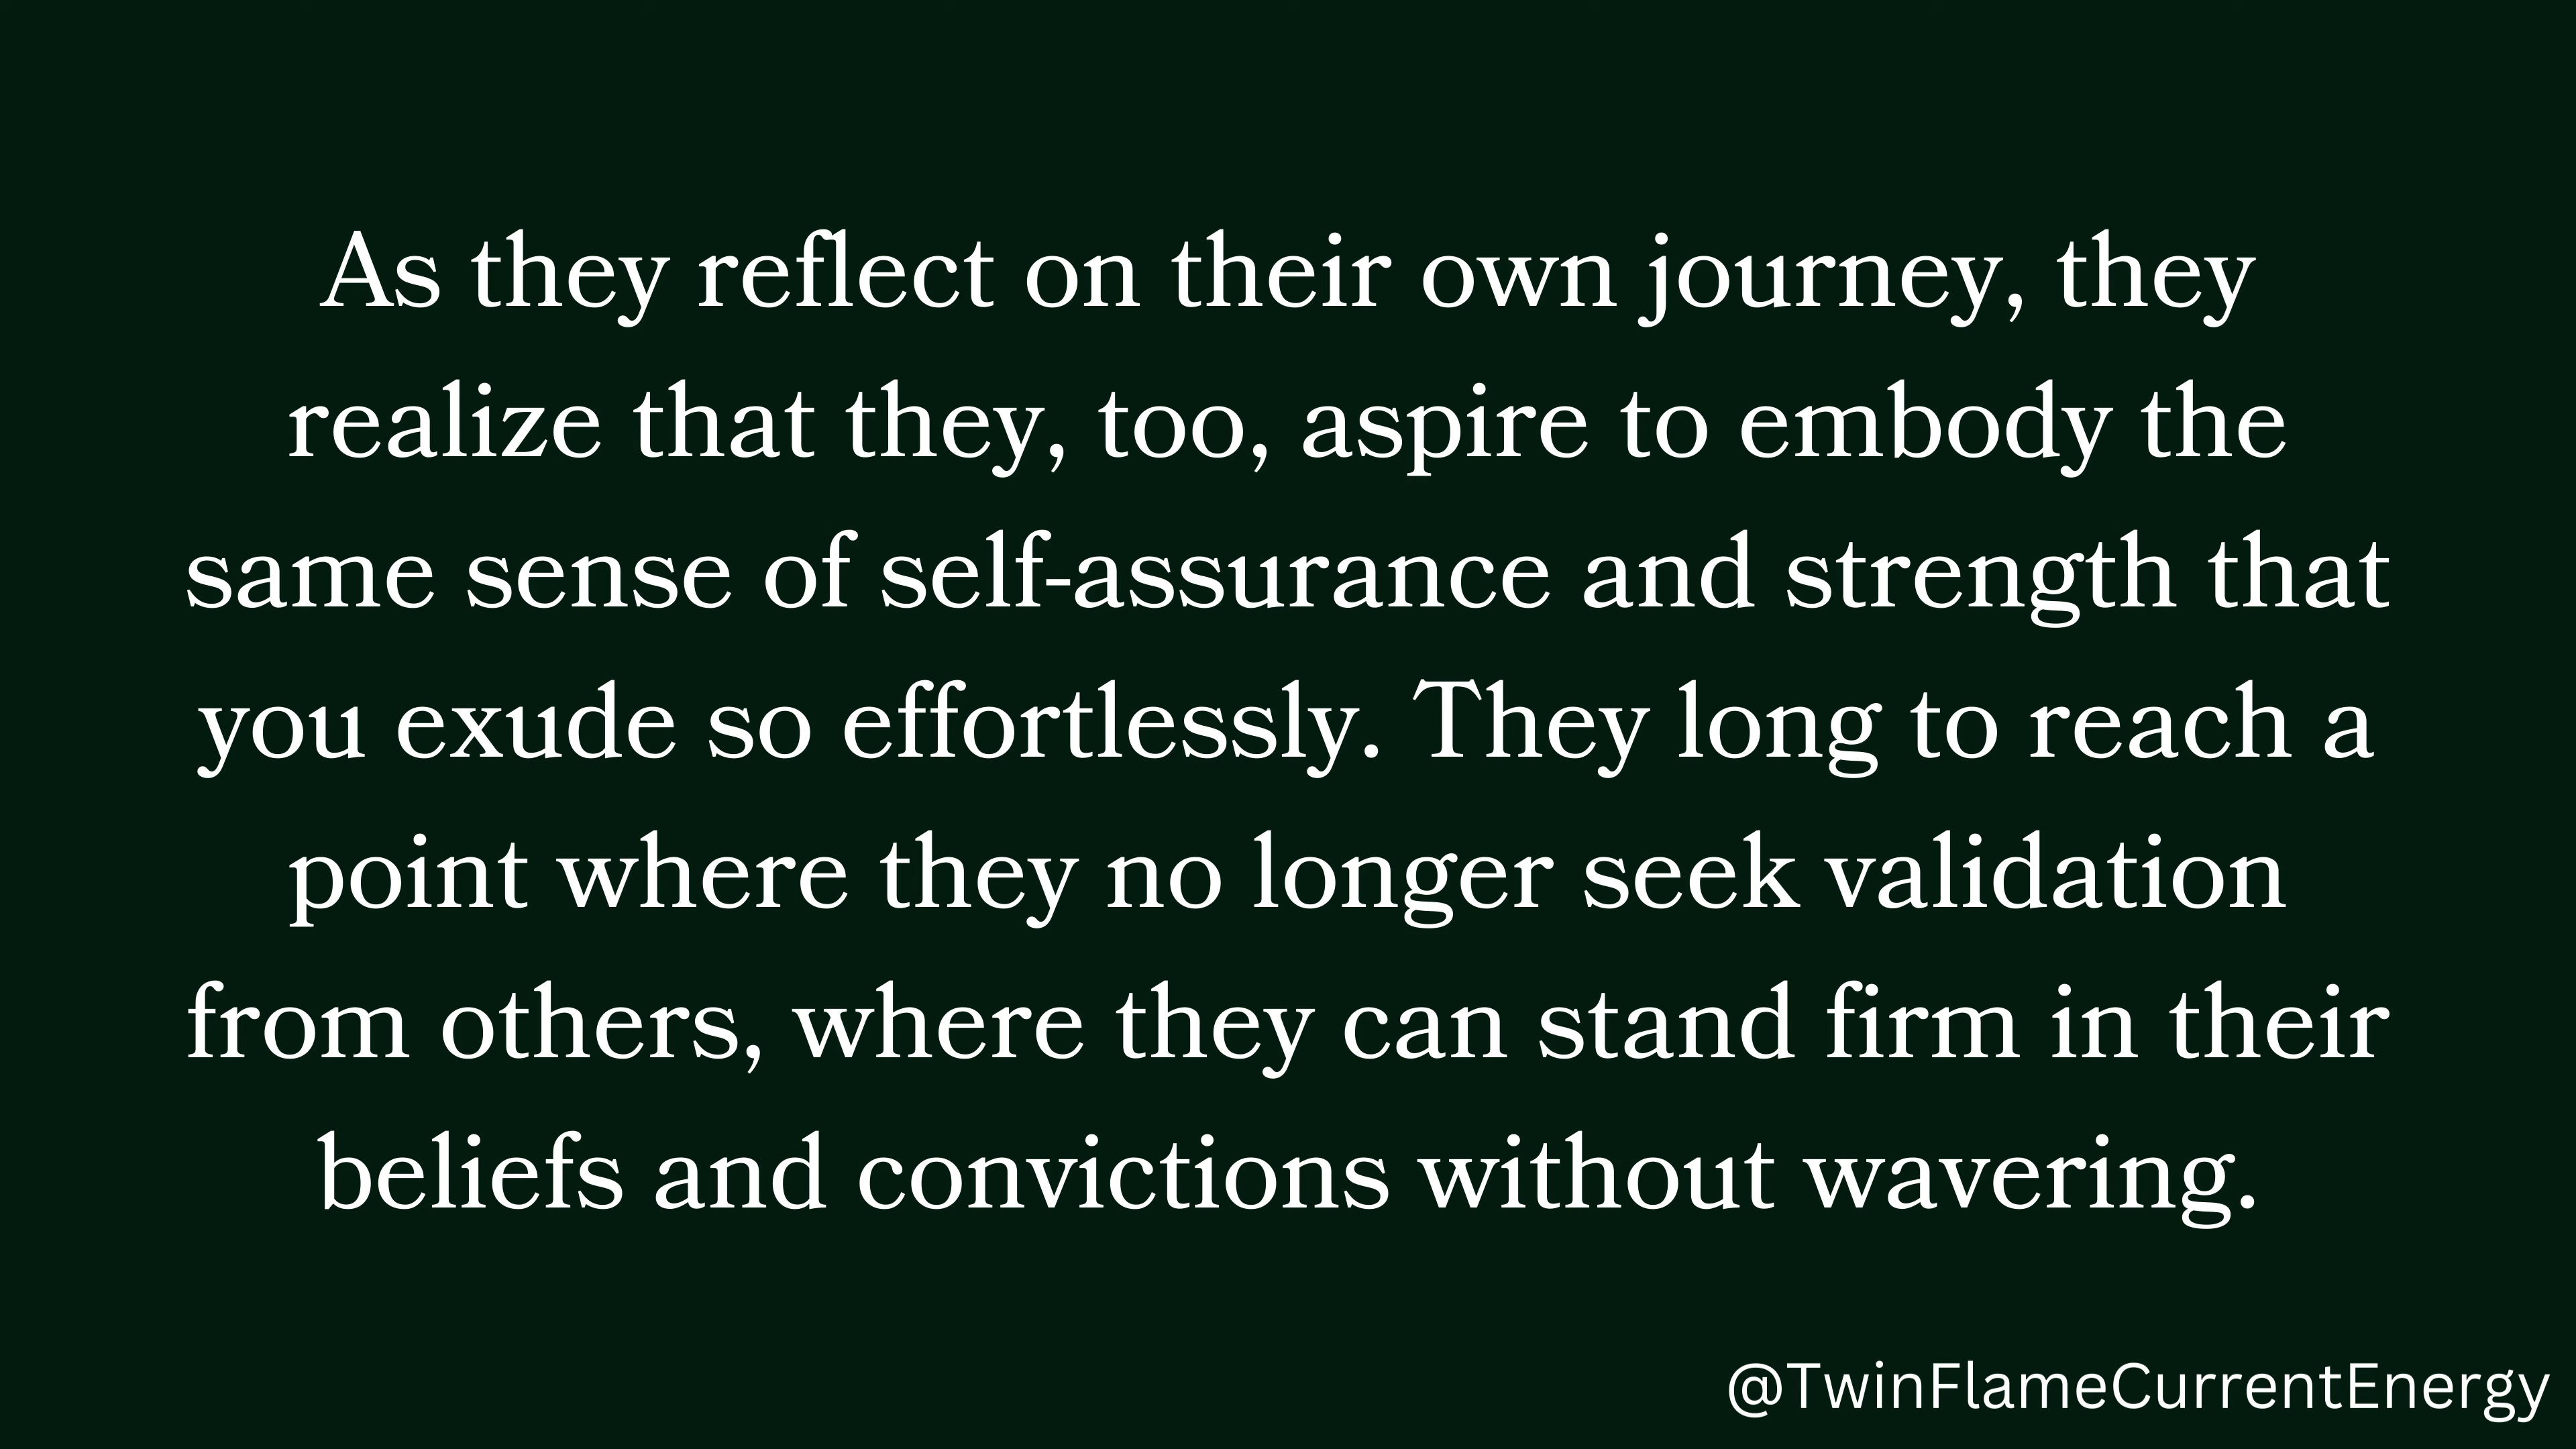 As they reflect on their own journey, they
realize that they, too, aspire to embody the
same sense of self-assurance and strength that
you exude so effortlessly. They long to reach a
point where they no longer seek validation
from others, where they can stand firm in their
beliefs and convictions without wavering.
@TwinFlameCurrentEnergy